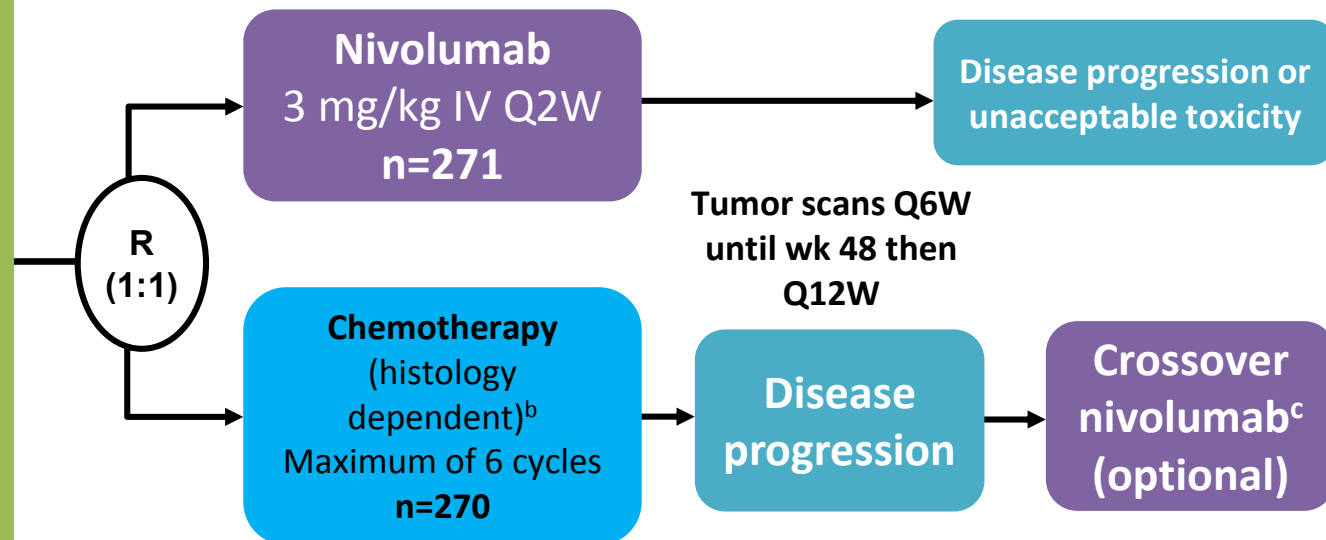 Nivolumab
3 mg/kg IV Q2W
n=271
Disease progression or
unacceptable toxicity
R
(1:1)
Tumor scans Q6W
until wk 48 then
Q12W
Chemotherapy
(histology
dependent)ᵇ
Maximum of 6 cycles
n=270
Disease
progression
Crossover
nivolumabᶜ
(optional)